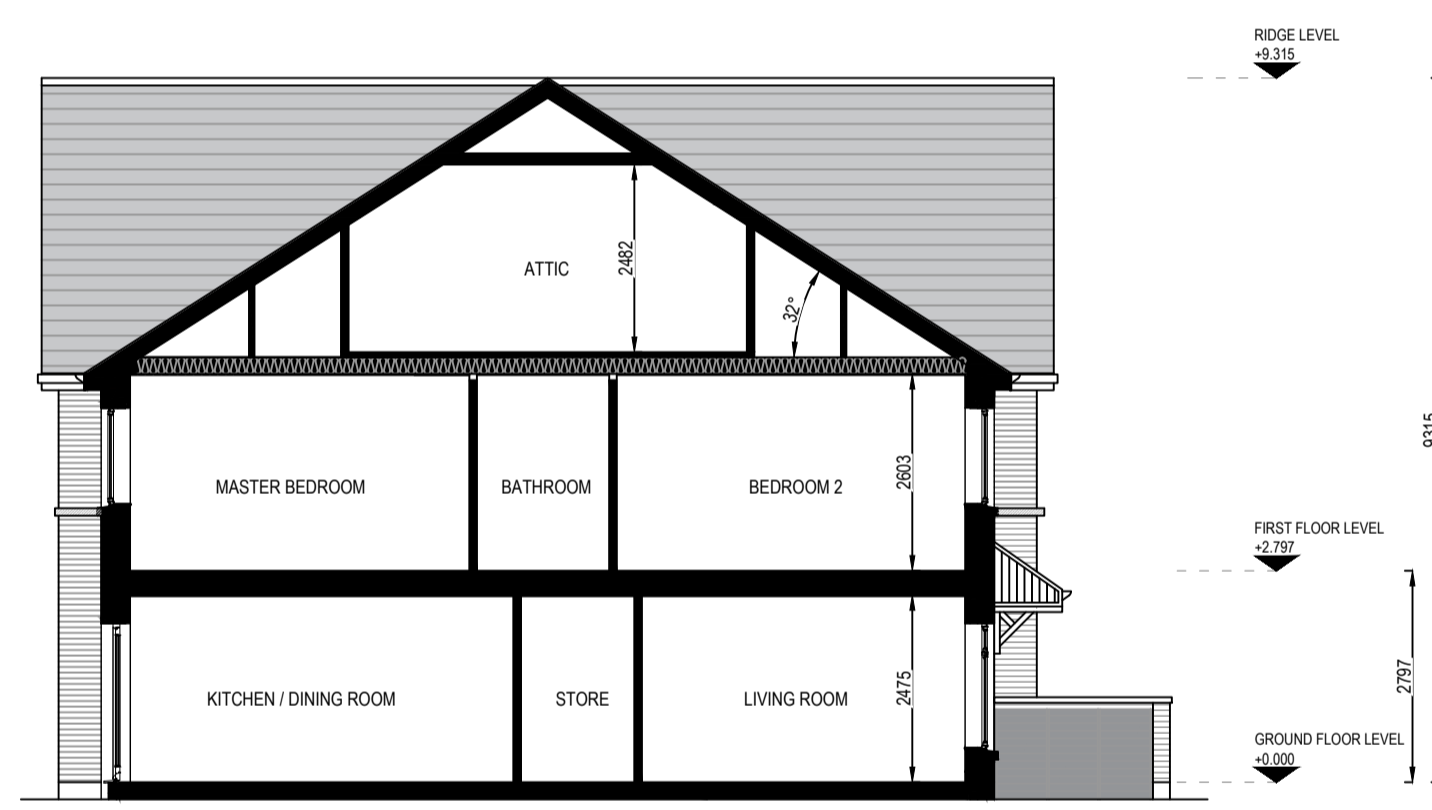 RIDGE LEVEL
+9.315
ATTIC
2482
32°
9315
MASTER BEDROOM
BATHROOM
BEDROOM 2
2603
FIRST FLOOR LEVEL
+2.797
KITCHEN / DINING ROOM
STORE
LIVING ROOM
2475
2797
GROUND FLOOR LEVEL
+0.000